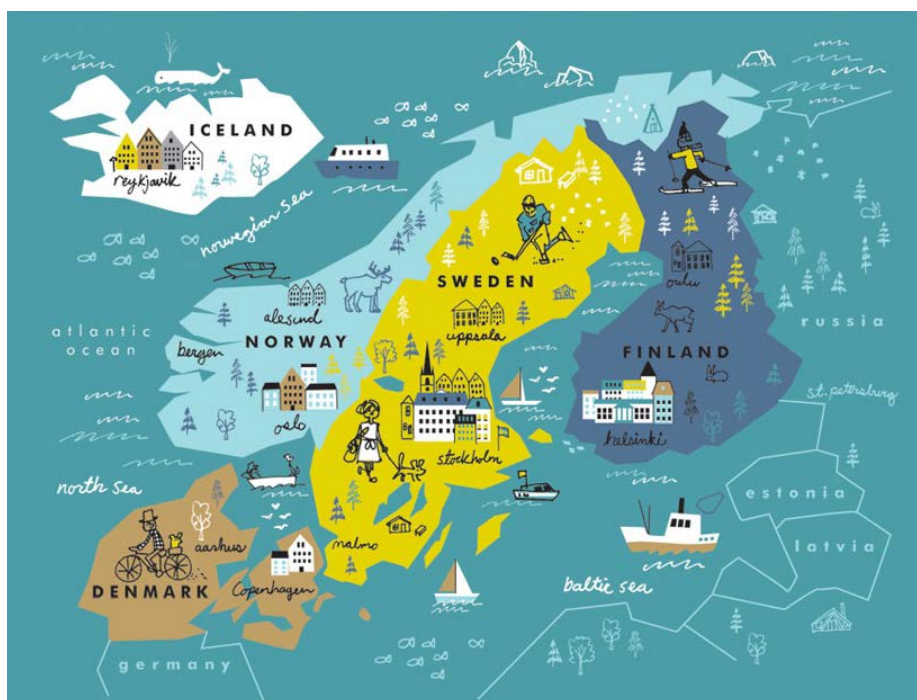 ICELAND
reykjavik
norwegian sea
SWEDEN
oulu
alesund
atlantic
ocean
bergen
NORWAY
uppsala
russia
FINLAND
st. petersburg
oslo
helsinki
stockholm
north sea
estonia
aarhus
malmo
latvia
DENMARK
Copenhagen
baltic sea
germany